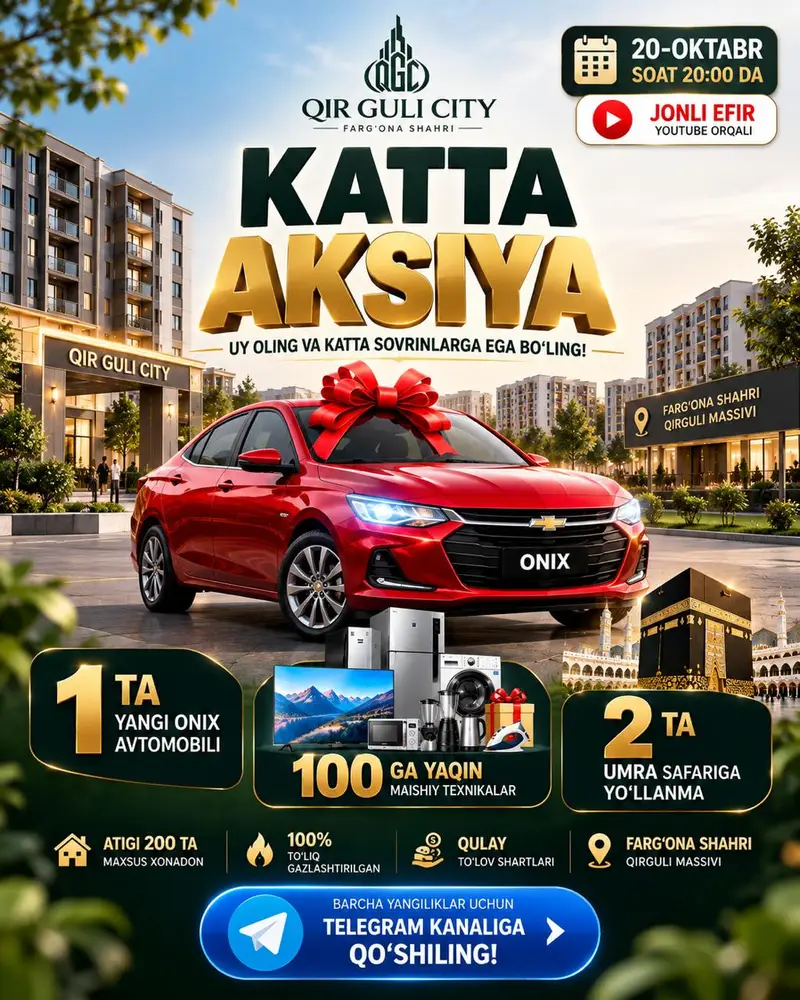 QGC
QIR GULI CITY
FARG‘ONA SHAHRI
20-OKTABR
SOAT 20:00 DA
JONLI EFIR
YOUTUBE ORQALI
KATTA
AKSIYA
UY OLING VA KATTA SOVRINLARGA EGA BO‘LING!
QIR GULI CITY
FARG‘ONA SHAHRI
QIRGULI MASSIVI
ONIX
1 TA
YANGI ONIX
AVTOMOBILI
100 GA YAQIN
MAISHIY TEXNIKALAR
2 TA
UMRA SAFARIGA
YO‘LLANMA
ATIGI 200 TA
MAXSUS XONADON
100%
TO‘LIQ
GAZLASHTIRILGAN
QULAY
TO‘LOV SHARTLARI
FARG‘ONA SHAHRI
QIRGULI MASSIVI
BARCHA YANGILIKLAR UCHUN
TELEGRAM KANALIGA
QO‘SHILING!